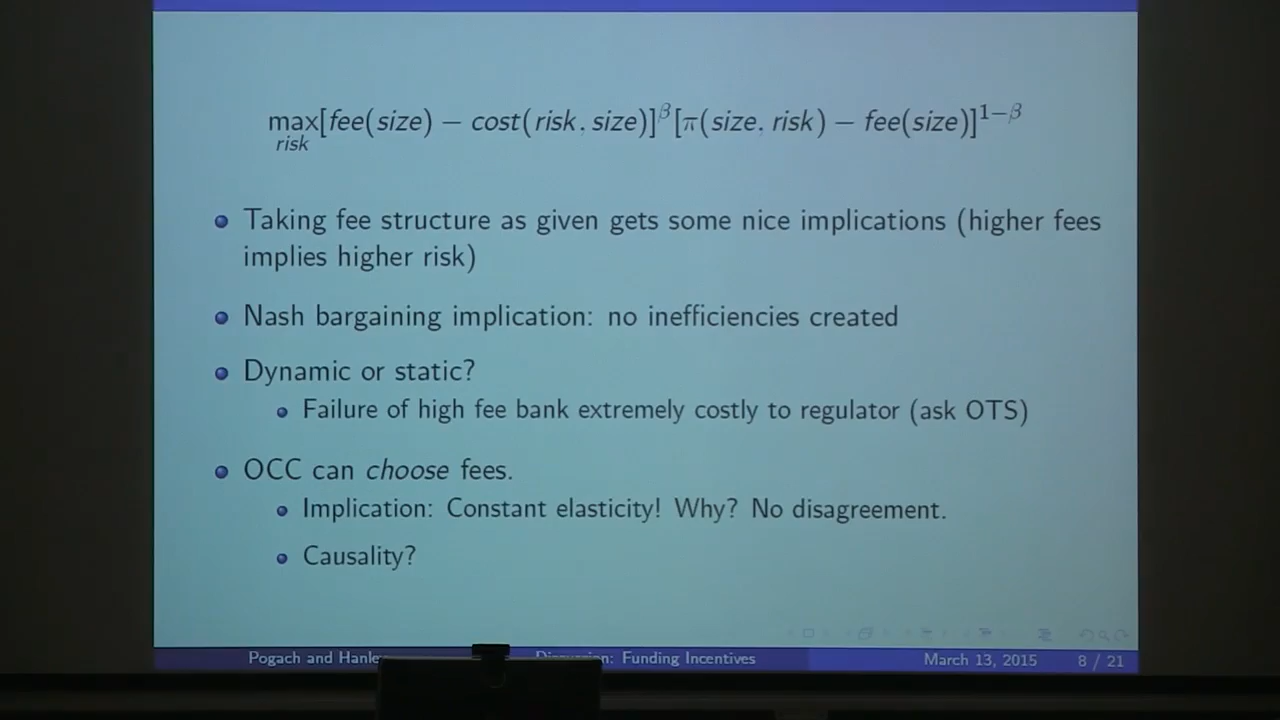 max[fee(size) − cost(risk, size)]^β [π(size, risk) − fee(size)]^{1−β}
risk
Taking fee structure as given gets some nice implications (higher fees
implies higher risk)
Nash bargaining implication: no inefficiencies created
Dynamic or static?
Failure of high fee bank extremely costly to regulator (ask OTS)
OCC can choose fees.
Implication: Constant elasticity! Why? No disagreement.
Causality?
Pogach and Funding Incentives March 13, 2015 8 / 21